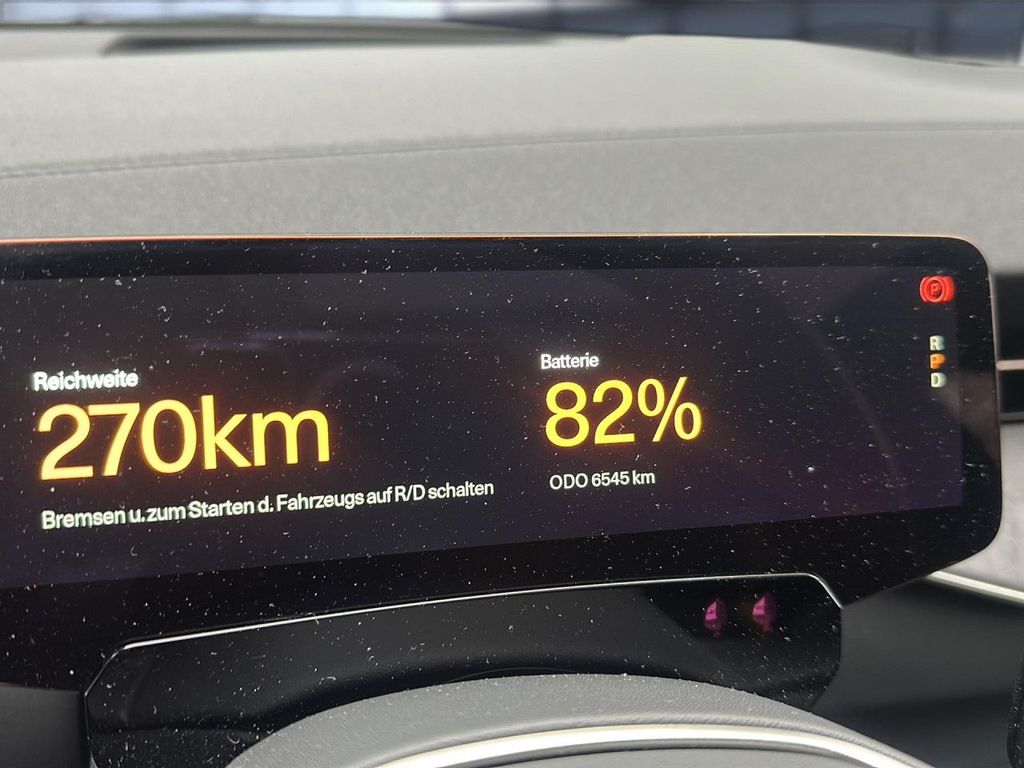 Reichweite
270km
Bremsen u. zum Starten d. Fahrzeugs auf R/D schalten
Batterie
82%
ODO 6545 km
P
R
P
D